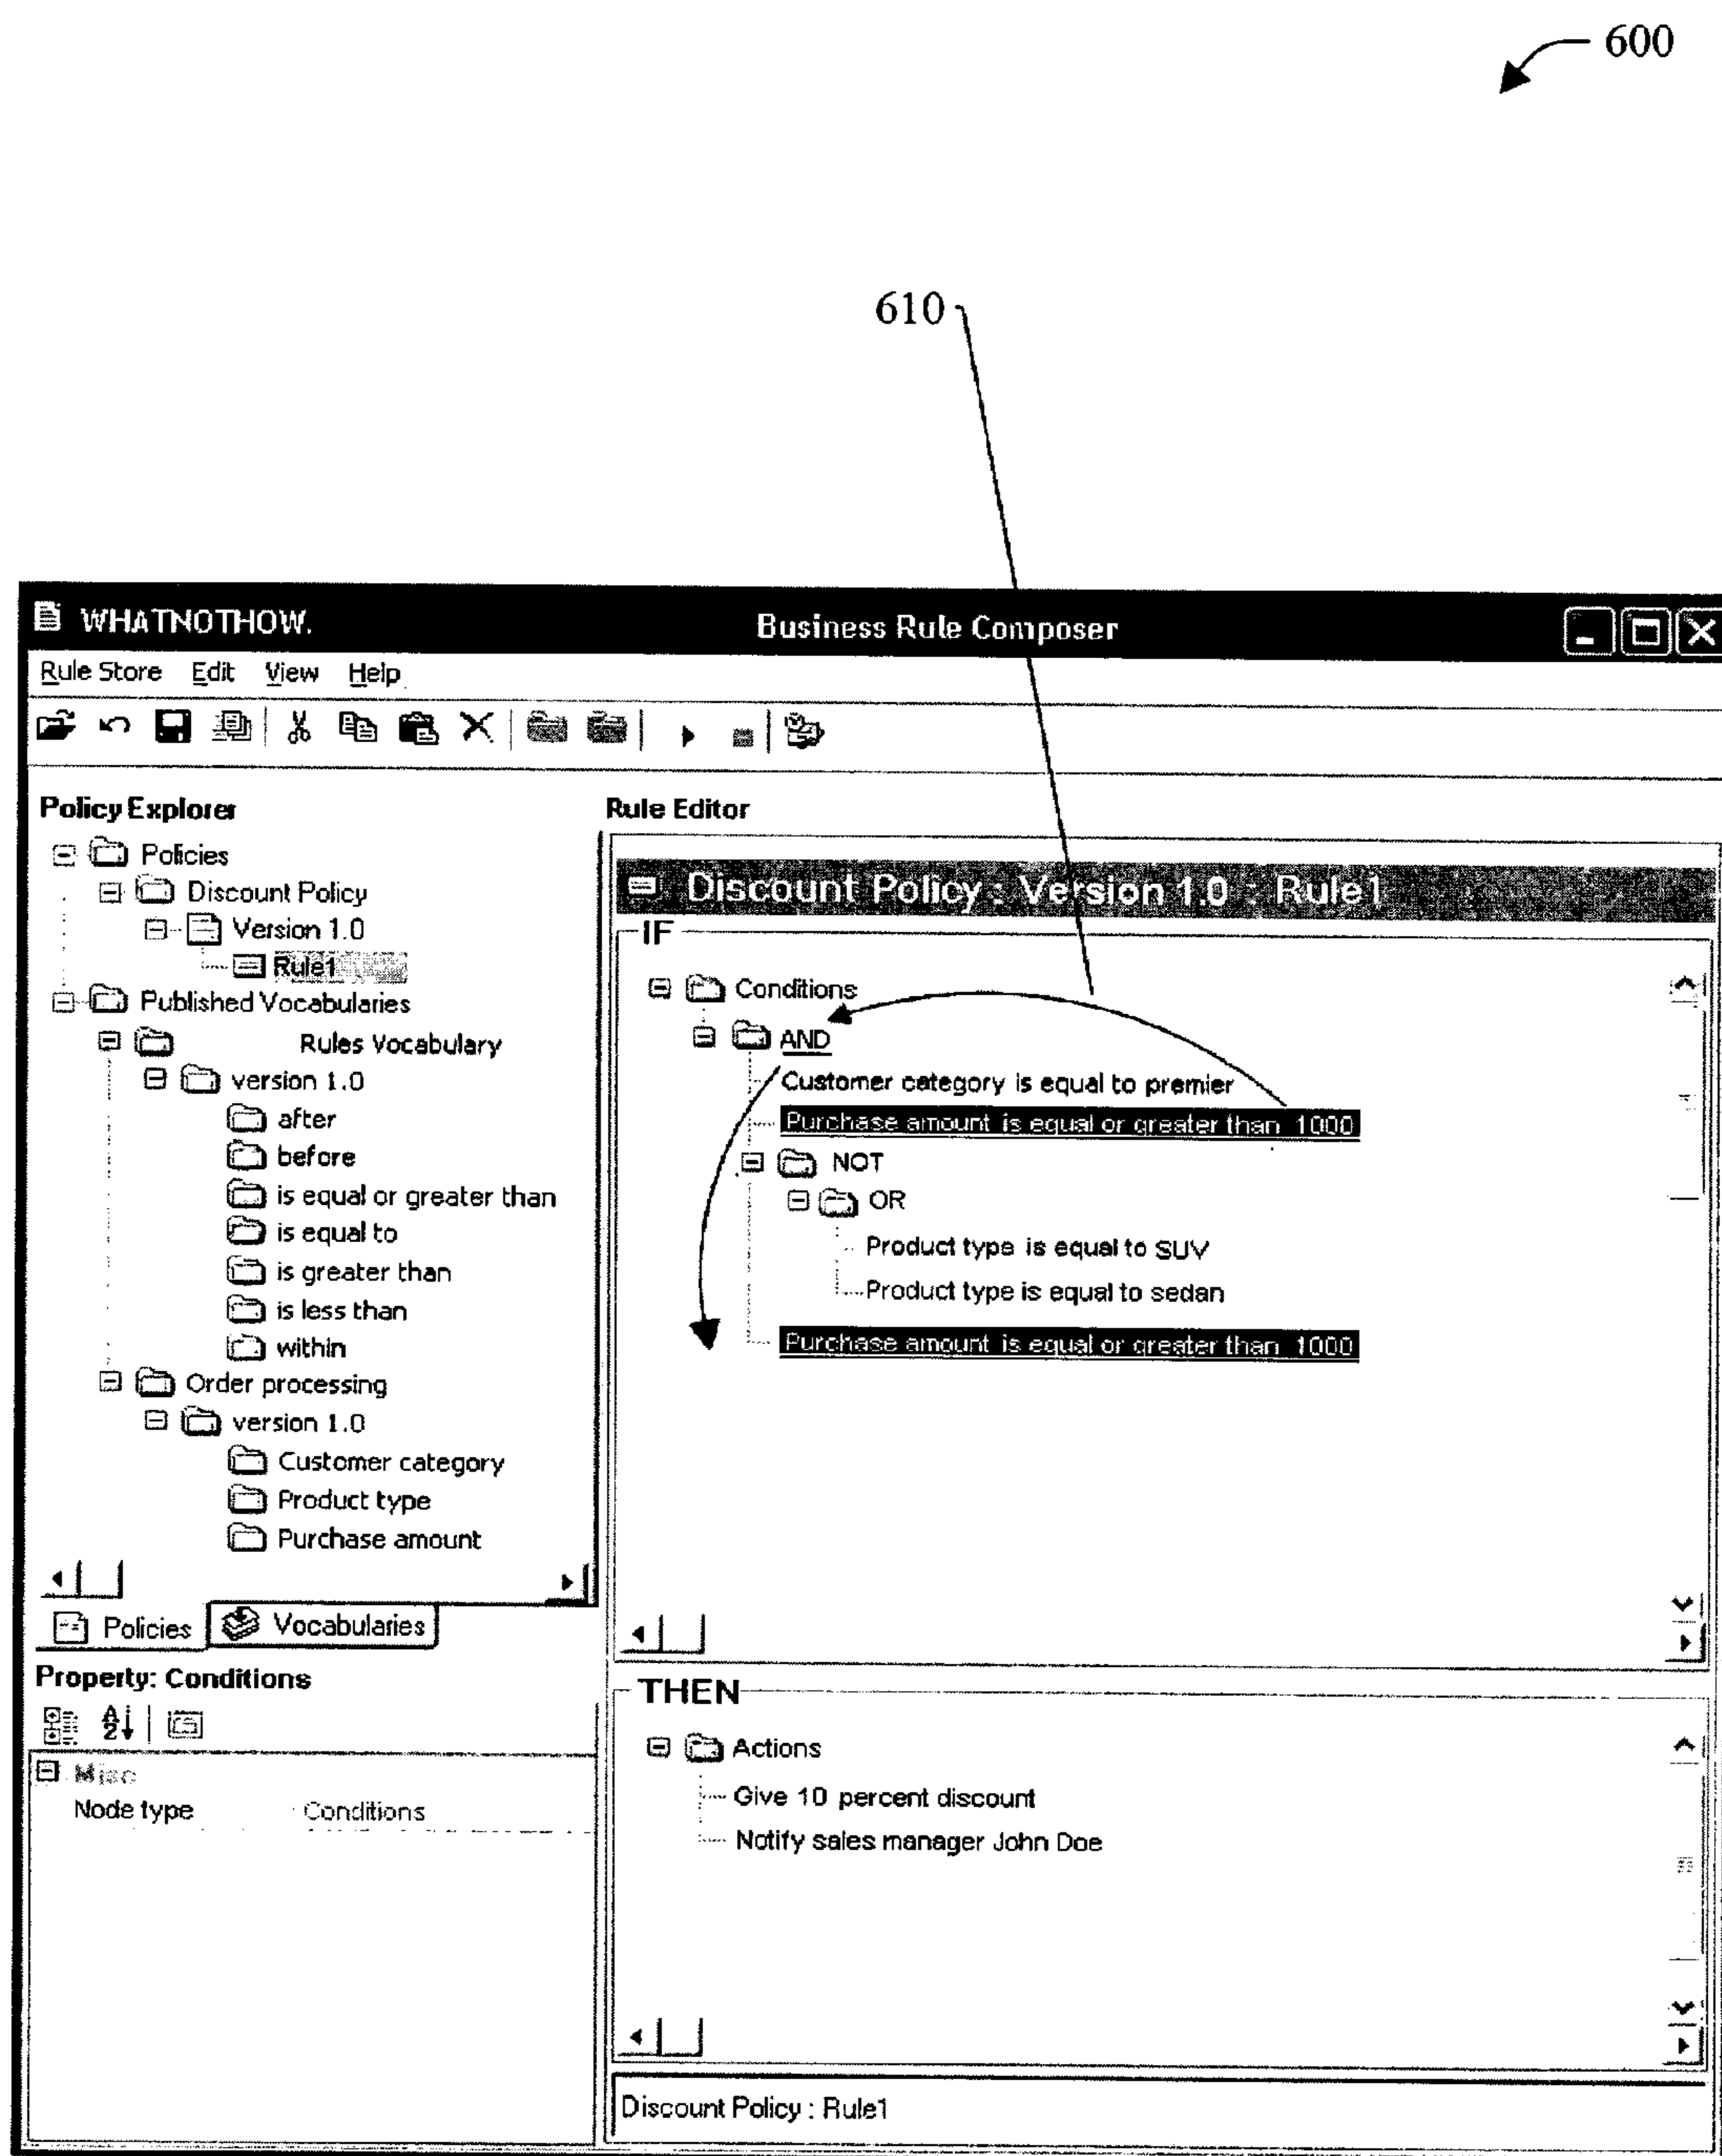 600
610
WHATNOTHOW.
Business Rule Composer
Rule Store Edit View Help
Policy Explorer
Policies
Discount Policy
Version 1.0
Rule1
Published Vocabularies
Rules Vocabulary
version 1.0
after
before
is equal or greater than
is equal to
is greater than
is less than
within
Order processing
version 1.0
Customer category
Product type
Purchase amount
Policies Vocabularies
Property: Conditions
Misc
Node type Conditions
Rule Editor
Discount Policy : Version 1.0 : Rule1
IF
Conditions
AND
Customer category is equal to premier
Purchase amount is equal or greater than 1000
NOT
OR
Product type is equal to SUV
Product type is equal to sedan
Purchase amount is equal or greater than 1000
THEN
Actions
Give 10 percent discount
Notify sales manager John Doe
Discount Policy : Rule1